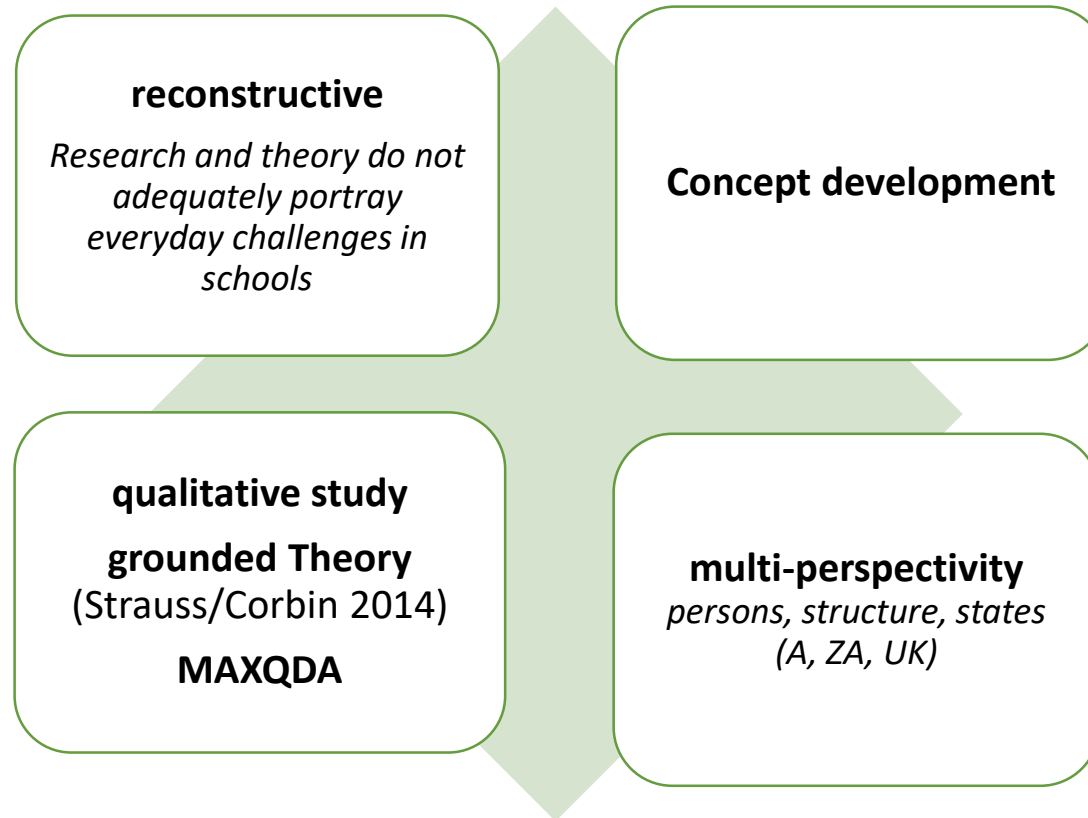 reconstructive
Research and theory do not
adequately portray
everyday challenges in
schools
Concept development
qualitative study
grounded Theory
(Strauss/Corbin 2014)
MAXQDA
multi-perspectivity
persons, structure, states
(A, ZA, UK)